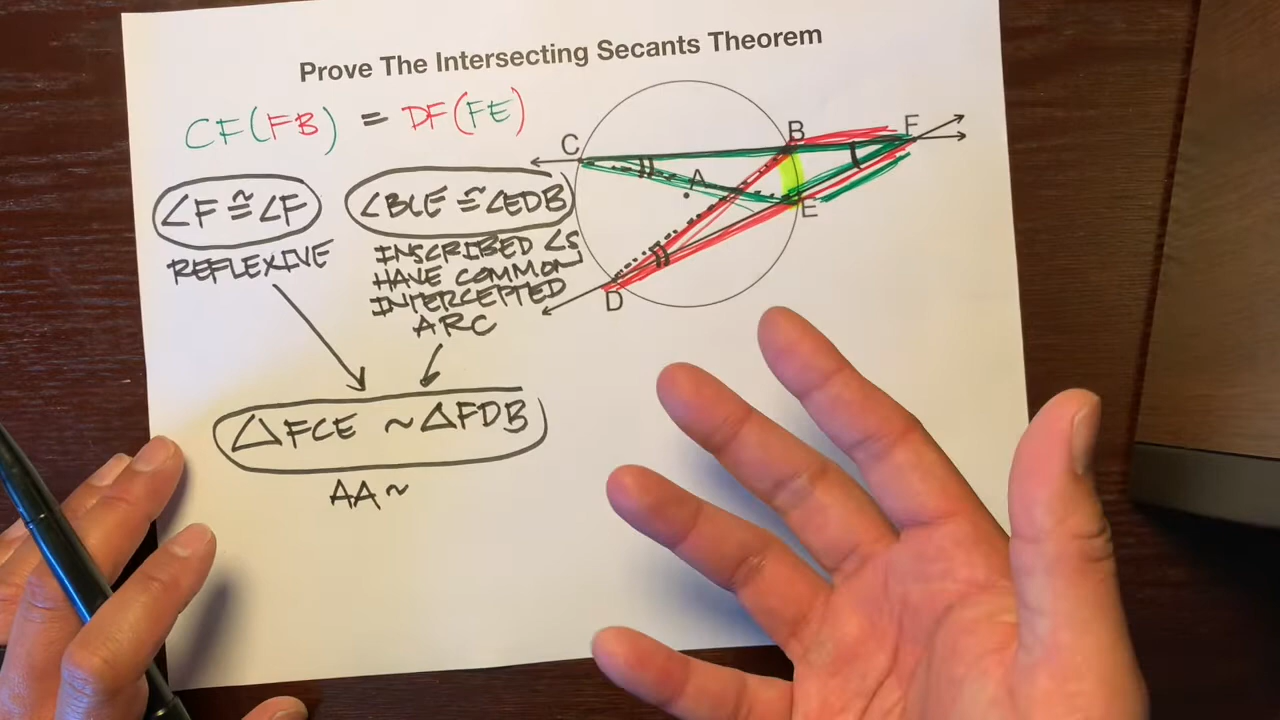 Prove The Intersecting Secants Theorem
CF(FB) = DF(FE)
∠F ≅ ∠F
REFLEXIVE
∠BCE ≅ ∠EDB
INSCRIBED ∠S
HAVE COMMON
INTERCEPTED
ARC
△FCE ~ △FDB
AA~
C
B
F
A
E
D